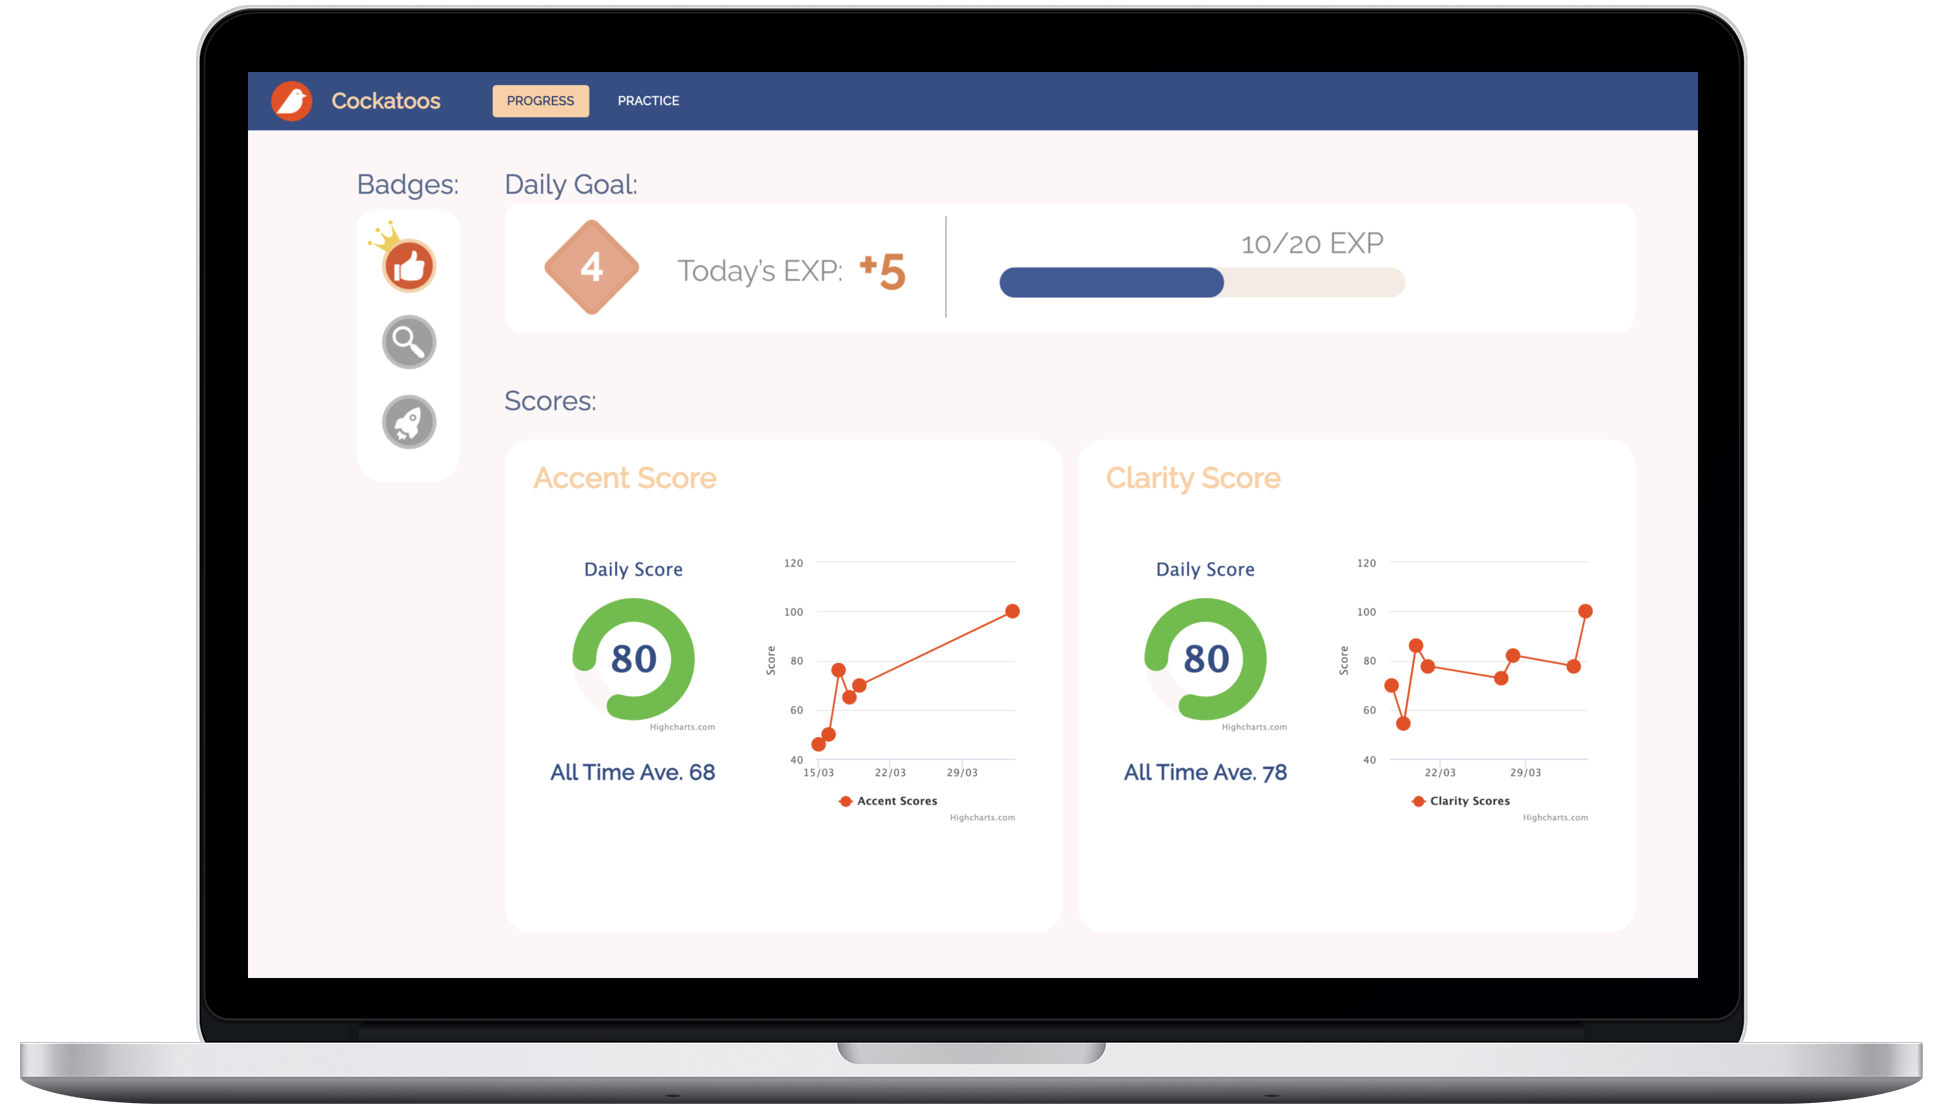 Cockatoos
PROGRESS
PRACTICE
Badges:
Daily Goal:
4
Today's EXP:
+5
10/20 EXP
Scores:
Accent Score
Daily Score
80
Highcharts.com
All Time Ave. 68
Score
120
100
80
60
40
15/03
22/03
29/03
Accent Scores
Highcharts.com
Clarity Score
Daily Score
80
Highcharts.com
All Time Ave. 78
Score
120
100
80
60
40
22/03
29/03
Clarity Scores
Highcharts.com